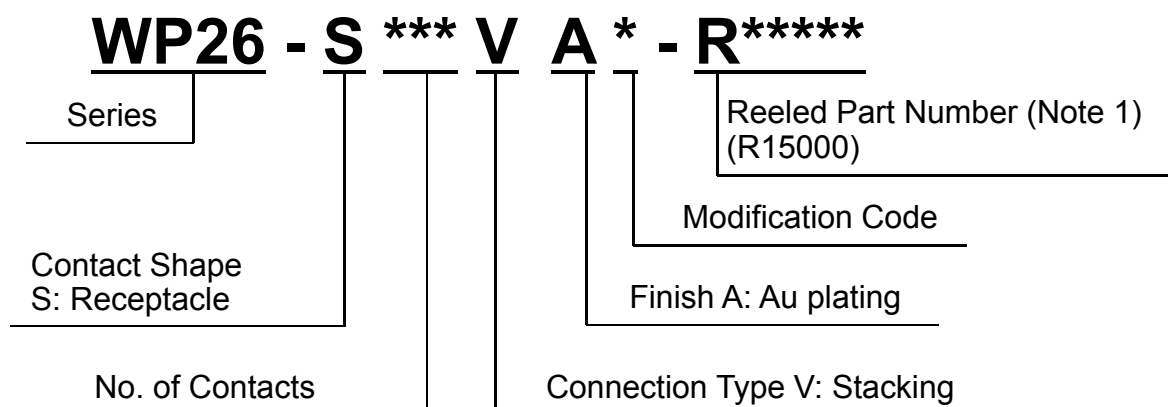 WP26 - S *** V A * - R*****
Series
Reeled Part Number (Note 1)
(R15000)
Modification Code
Contact Shape
S: Receptacle
Finish A: Au plating
No. of Contacts
Connection Type V: Stacking